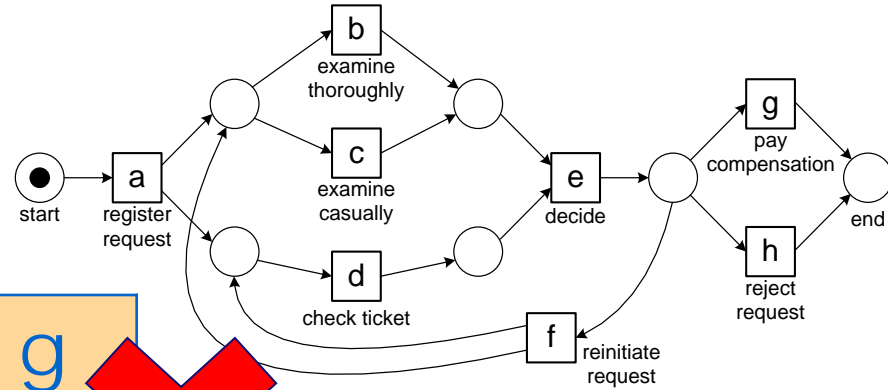 b
examine
thoroughly
c
examine
casually
g
pay
compensation
start
a
register
request
e
decide
end
d
check ticket
h
reject
request
f
reinitiate
request
g